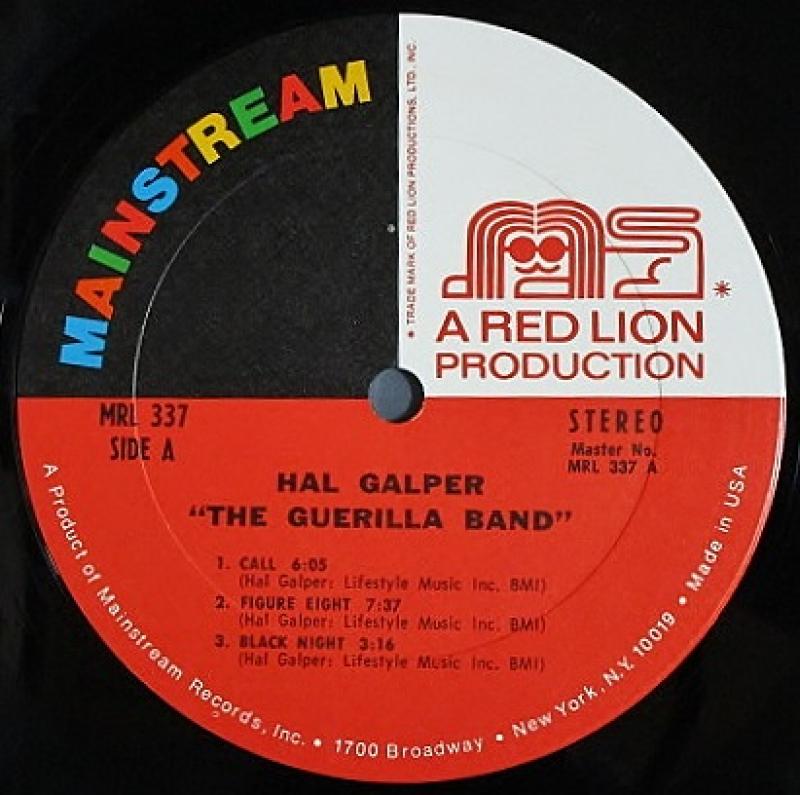 MAINSTREAM
* TRADE MARK OF RED LION PRODUCTIONS, LTD., INC.
MS *
A RED LION
PRODUCTION
MRL 337
SIDE A
STEREO
Master No.
MRL 337 A
HAL GALPER
"THE GUERILLA BAND"
1. CALL 6:05
(Hal Galper: Lifestyle Music Inc. BMI)
2. FIGURE EIGHT 7:37
(Hal Galper: Lifestyle Music Inc. BMI)
3. BLACK NIGHT 3:16
(Hal Galper: Lifestyle Music Inc. BMI)
A Product of Mainstream Records, Inc. • 1700 Broadway • New York, N.Y. 10019 • Made in USA